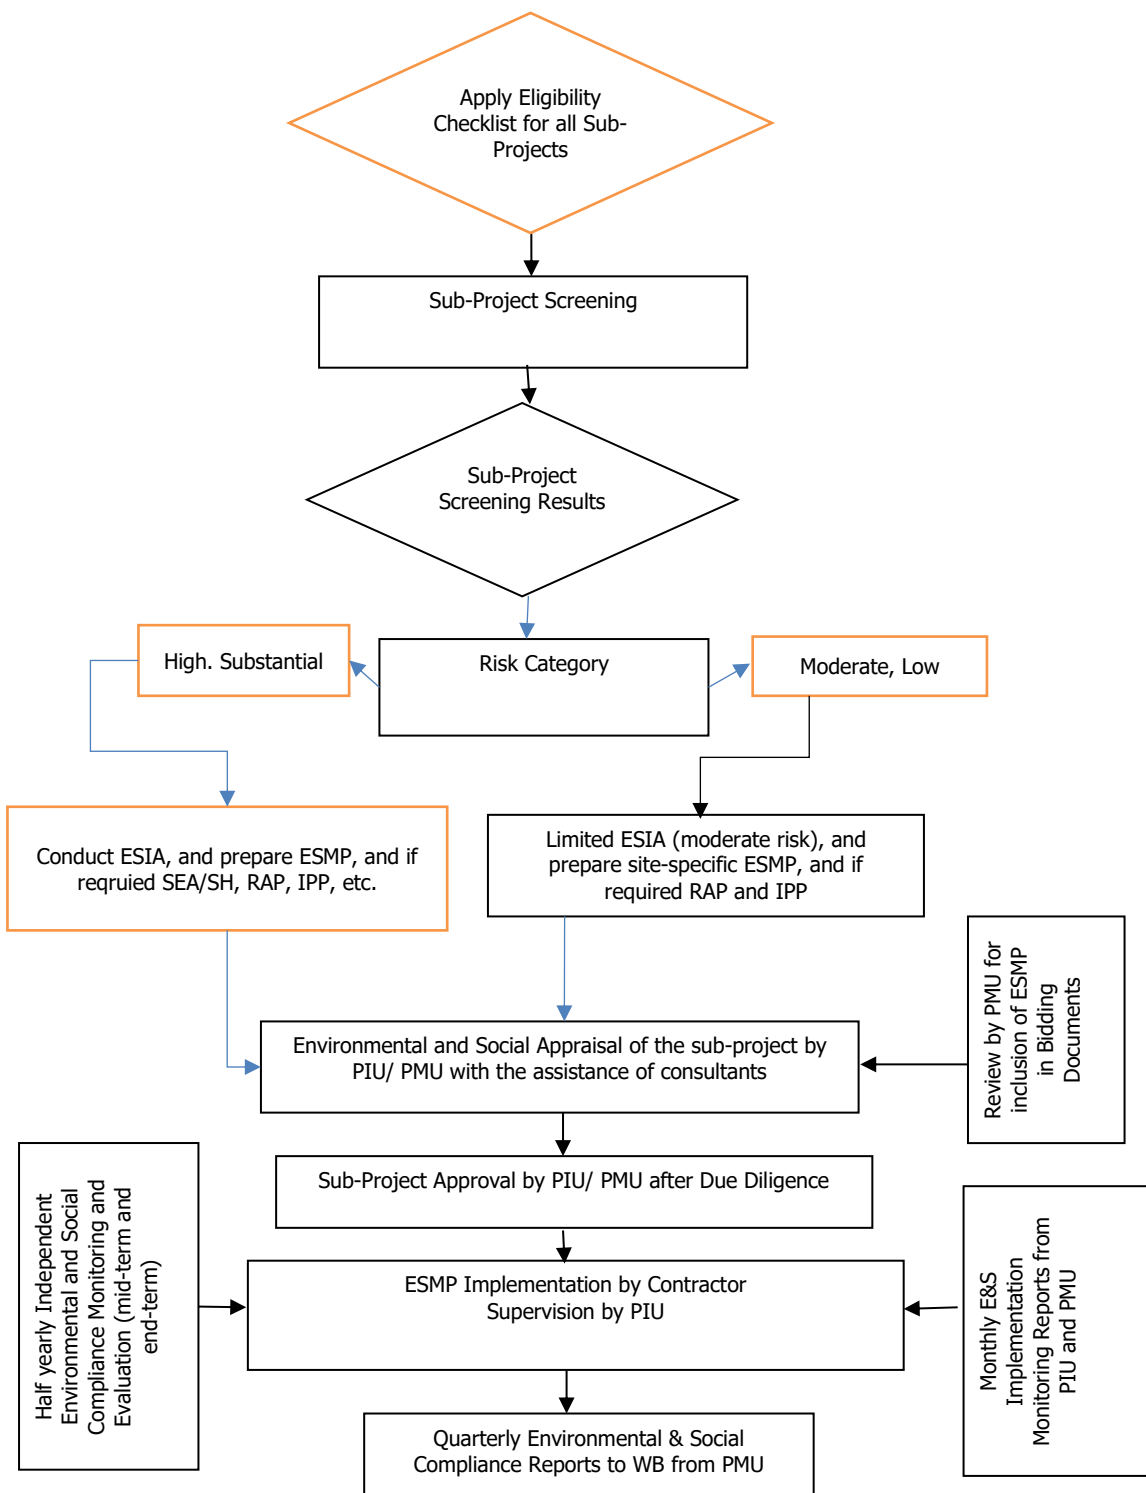 Apply Eligibility
Checklist for all Sub-
Projects
Sub-Project Screening
Sub-Project
Screening Results
High. Substantial
Risk Category
Moderate, Low
Conduct ESIA, and prepare ESMP, and if
reqruied SEA/SH, RAP, IPP, etc.
Limited ESIA (moderate risk), and
prepare site-specific ESMP, and if
required RAP and IPP
Review by PMU for
inclusion of ESMP
in Bidding
Documents
Environmental and Social Appraisal of the sub-project by
PIU/ PMU with the assistance of consultants
Sub-Project Approval by PIU/ PMU after Due Diligence
Half yearly Independent
Environmental and Social
Compliance Monitoring and
Evaluation (mid-term and
end-term)
ESMP Implementation by Contractor
Supervision by PIU
Monthly E&S
Implementation
Monitoring Reports from
PIU and PMU
Quarterly Environmental & Social
Compliance Reports to WB from PMU